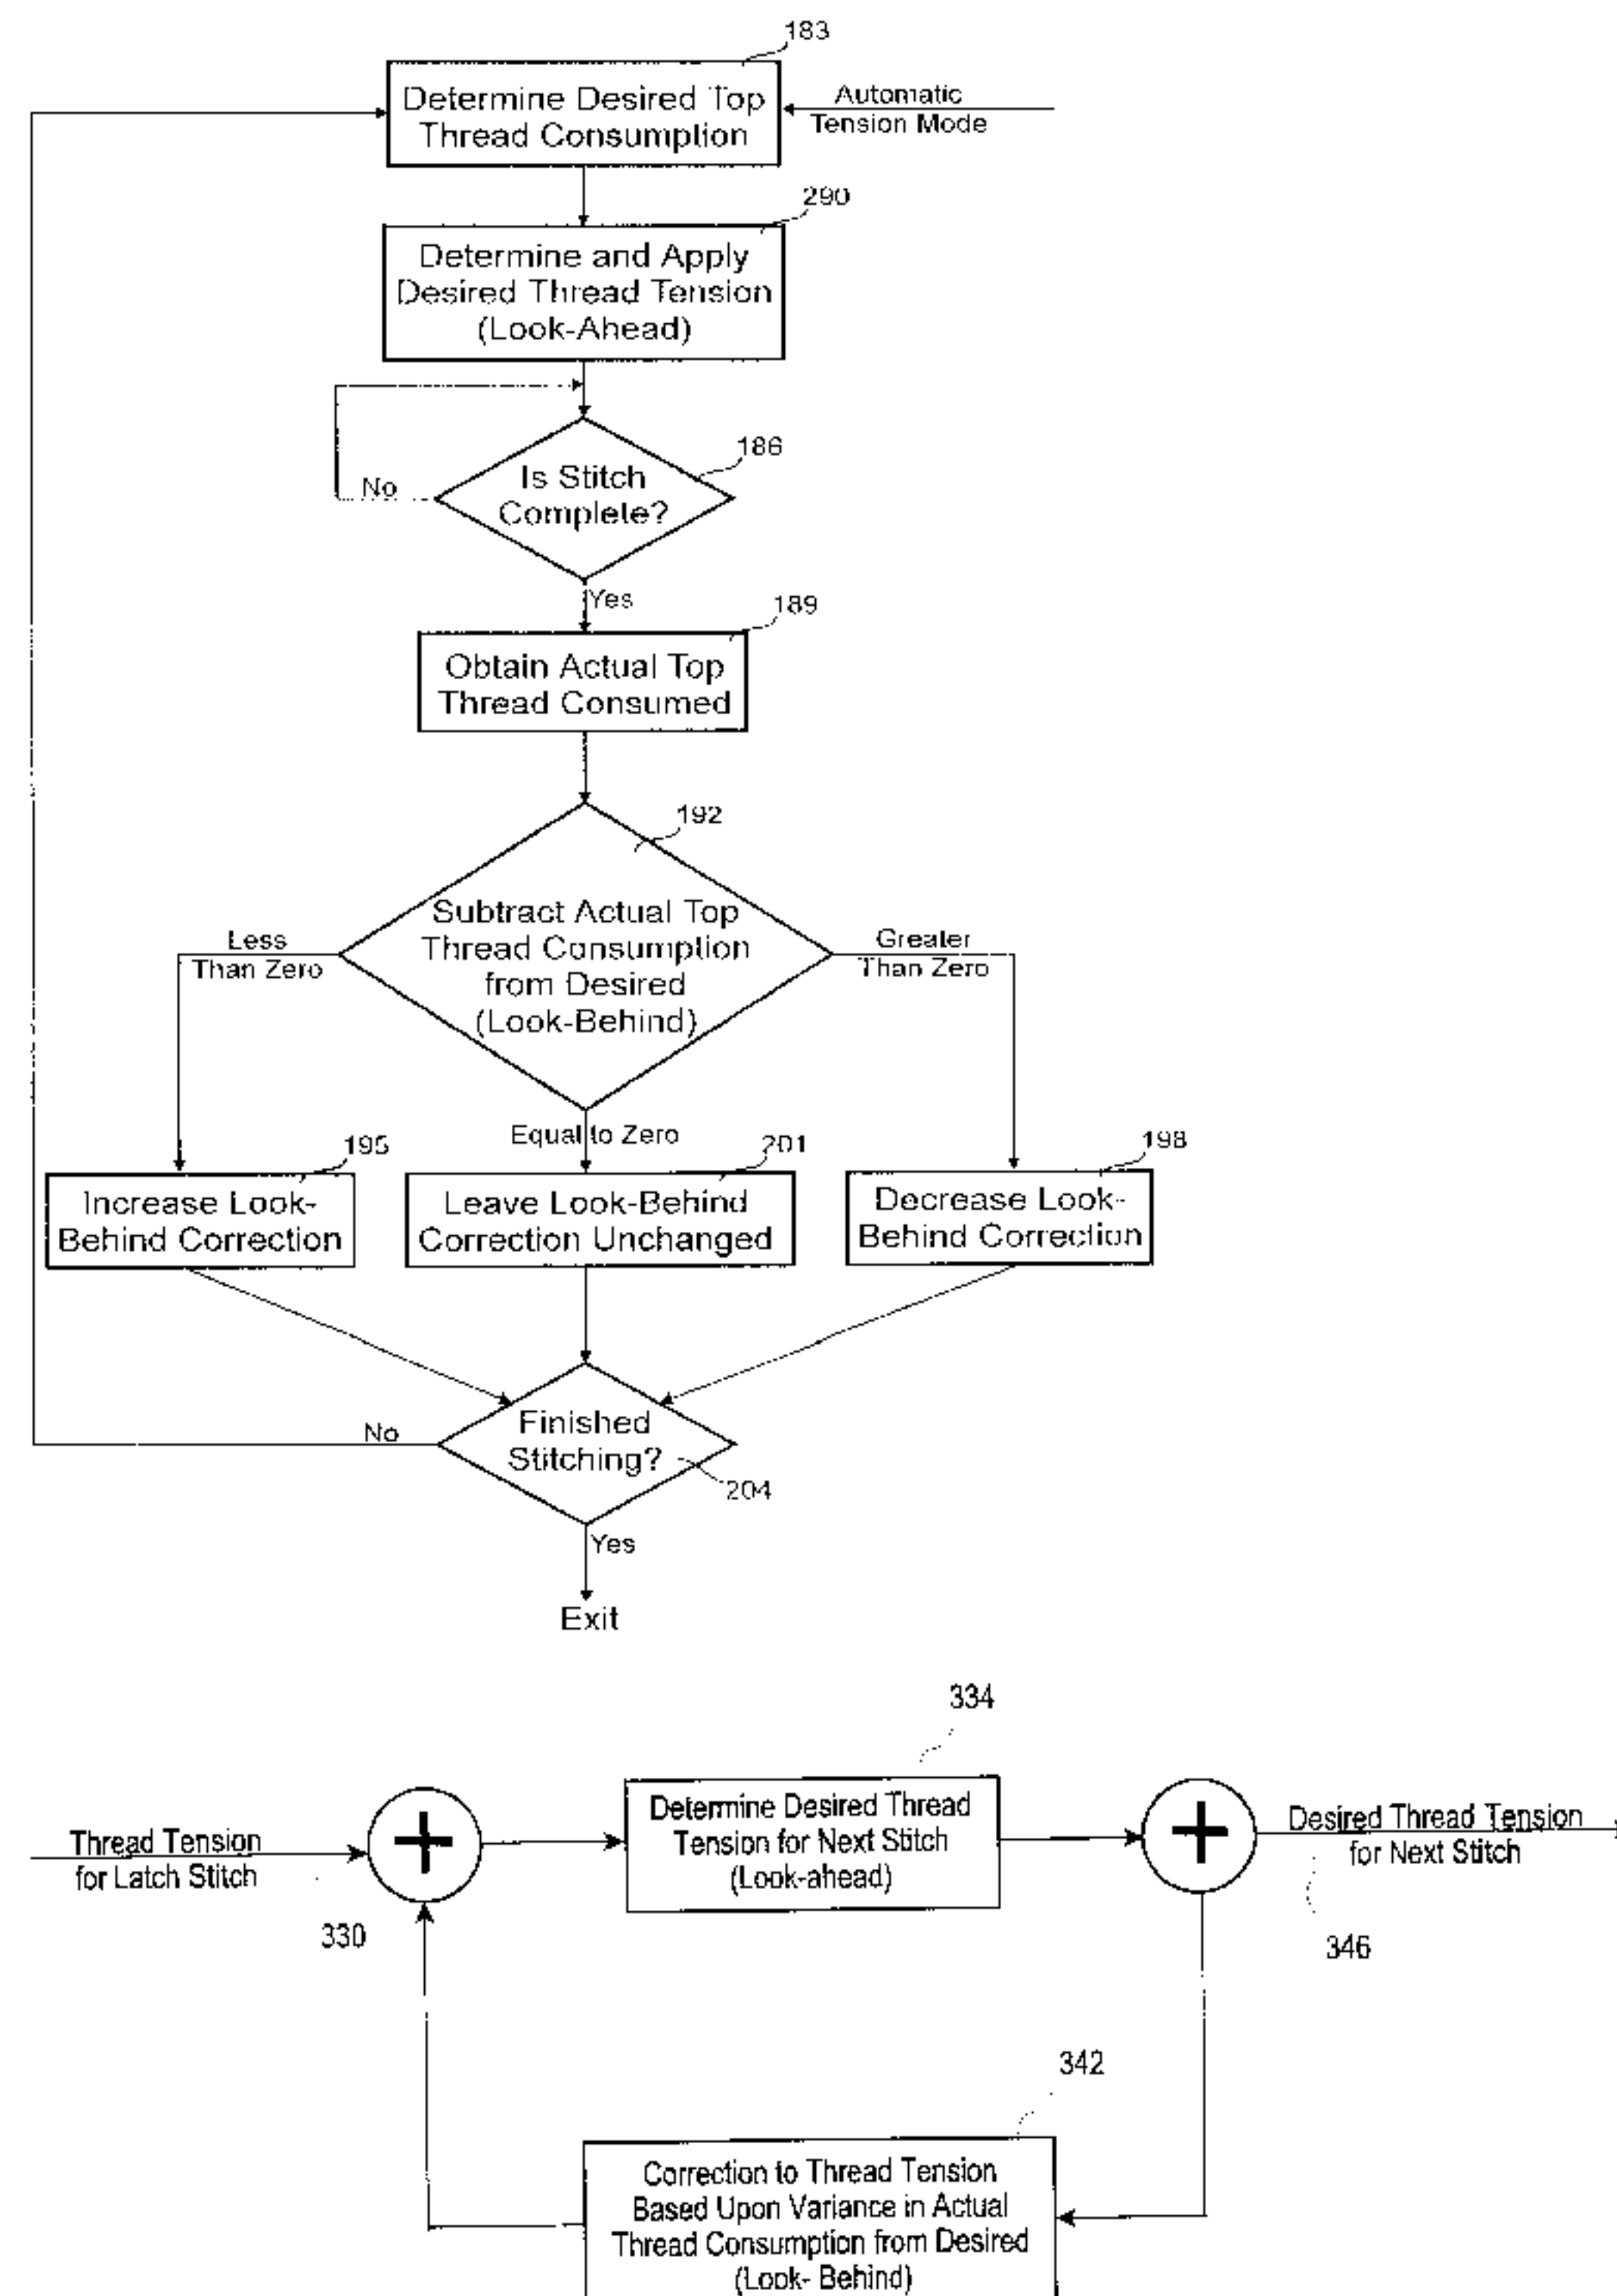 183
Determine Desired Top
Thread Consumption
Automatic
Tension Mode
290
Determine and Apply
Desired Thread Tension
(Look-Ahead)
186
Is Stitch
Complete?
No
Yes
189
Obtain Actual Top
Thread Consumed
192
Subtract Actual Top
Thread Consumption
from Desired
(Look-Behind)
Less
Than Zero
Greater
Than Zero
Equal to Zero
195
Increase Look-
Behind Correction
201
Leave Look-Behind
Correction Unchanged
198
Decrease Look-
Behind Correction
Finished
Stitching?
No
204
Yes
Exit
334
Thread Tension
for Latch Stitch
+
Determine Desired Thread
Tension for Next Stitch
(Look-ahead)
+
Desired Thread Tension
for Next Stitch
330
346
342
Correction to Thread Tension
Based Upon Variance in Actual
Thread Consumption from Desired
(Look- Behind)